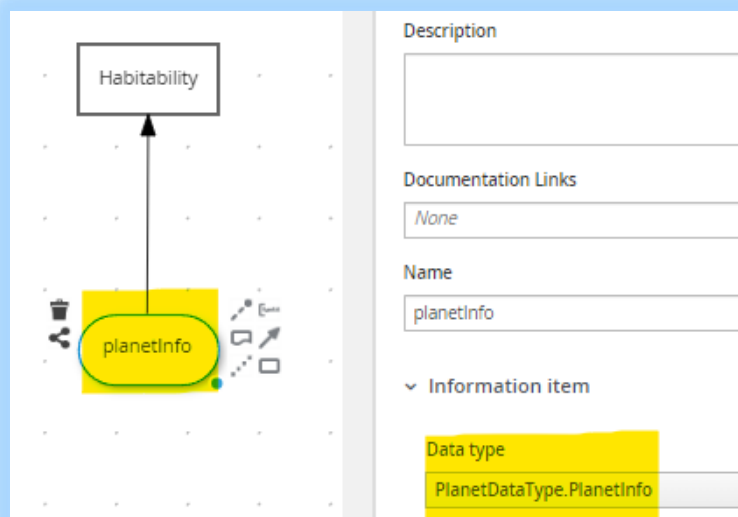 Habitability
planetInfo
Description
Documentation Links
None
Name
planetInfo
Information item
Data type
PlanetDataType.PlanetInfo